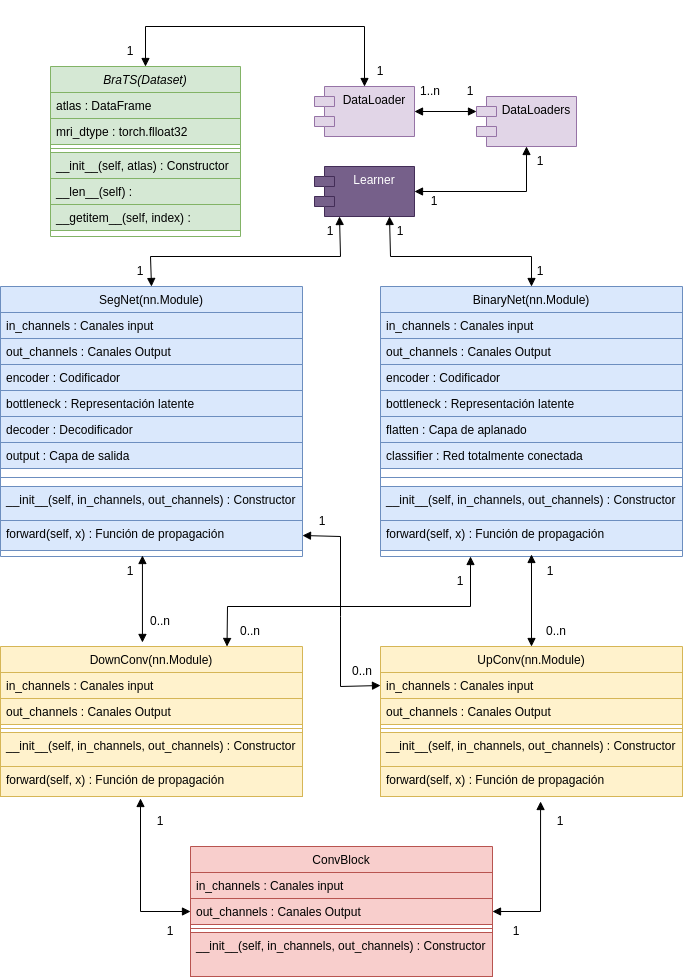 1
1
BraTS(Dataset)
atlas : DataFrame
mri_dtype : torch.flloat32
__init__(self, atlas) : Constructor
__len__(self) :
__getitem__(self, index) :
DataLoader
1..n
1
DataLoaders
1
Learner
1
1
1
1
1
SegNet(nn.Module)
in_channels : Canales input
out_channels : Canales Output
encoder : Codificador
bottleneck : Representación latente
decoder : Decodificador
output : Capa de salida
__init__(self, in_channels, out_channels) : Constructor
forward(self, x) : Función de propagación
BinaryNet(nn.Module)
in_channels : Canales input
out_channels : Canales Output
encoder : Codificador
bottleneck : Representación latente
flatten : Capa de aplanado
classifier : Red totalmente conectada
__init__(self, in_channels, out_channels) : Constructor
forward(self, x) : Función de propagación
1
1
1
1
0..n
0..n
0..n
0..n
DownConv(nn.Module)
in_channels : Canales input
out_channels : Canales Output
__init__(self, in_channels, out_channels) : Constructor
forward(self, x) : Función de propagación
UpConv(nn.Module)
in_channels : Canales input
out_channels : Canales Output
__init__(self, in_channels, out_channels) : Constructor
forward(self, x) : Función de propagación
1
1
ConvBlock
in_channels : Canales input
out_channels : Canales Output
__init__(self, in_channels, out_channels) : Constructor
1
1